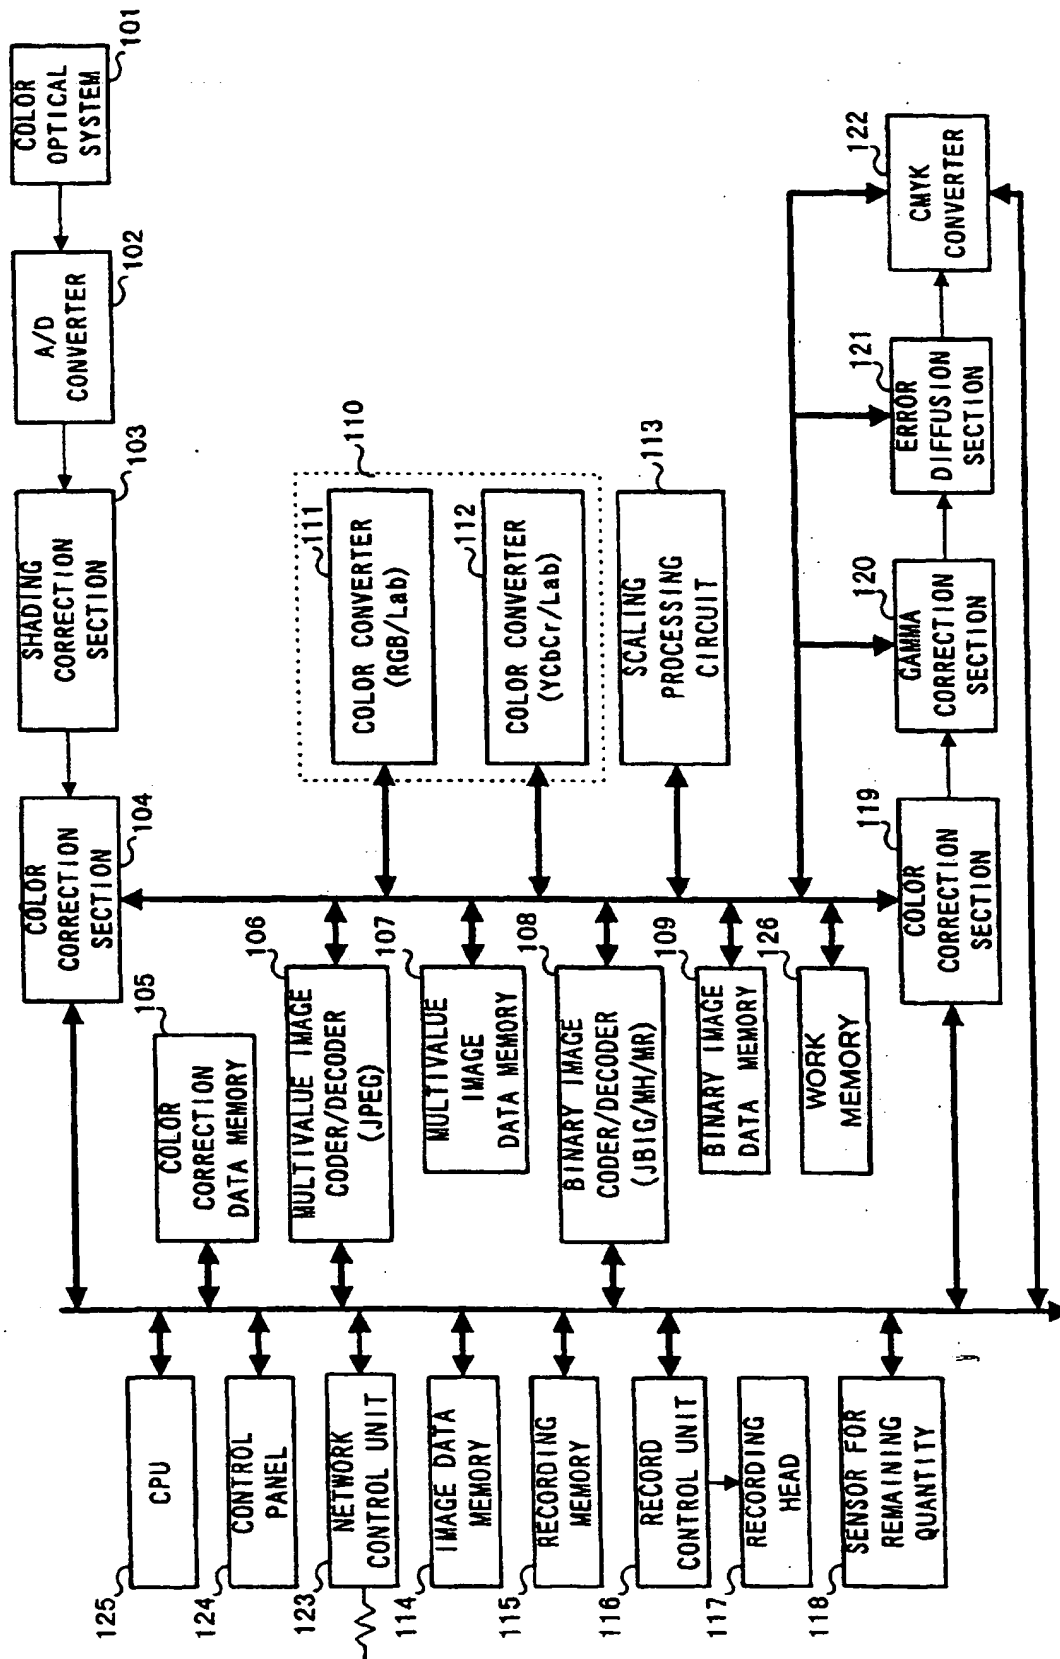 COLOR
OPTICAL
SYSTEM
101
A/D
CONVERTER
102
SHADING
CORRECTION
SECTION
103
COLOR
CORRECTION
SECTION
104
COLOR
CORRECTION
DATA MEMORY
105
MULTIVALUE IMAGE
CODER/DECODER
(JPEG)
106
MULTIVALUE
IMAGE
DATA MEMORY
107
BINARY IMAGE
CODER/DECODER
(JBIG/MH/MR)
108
BINARY IMAGE
DATA MEMORY
109
WORK
MEMORY
126
110
COLOR CONVERTER
(RGB/Lab)
111
COLOR CONVERTER
(YCbCr/Lab)
112
SCALING
PROCESSING
CIRCUIT
113
COLOR
CORRECTION
SECTION
119
GAMMA
CORRECTION
SECTION
120
ERROR
DIFFUSION
SECTION
121
CMYK
CONVERTER
122
CPU
125
CONTROL
PANEL
124
NETWORK
CONTROL UNIT
123
IMAGE DATA
MEMORY
114
RECORDING
MEMORY
115
RECORD
CONTROL UNIT
116
RECORDING
HEAD
117
SENSOR FOR
REMAINING
QUANTITY
118